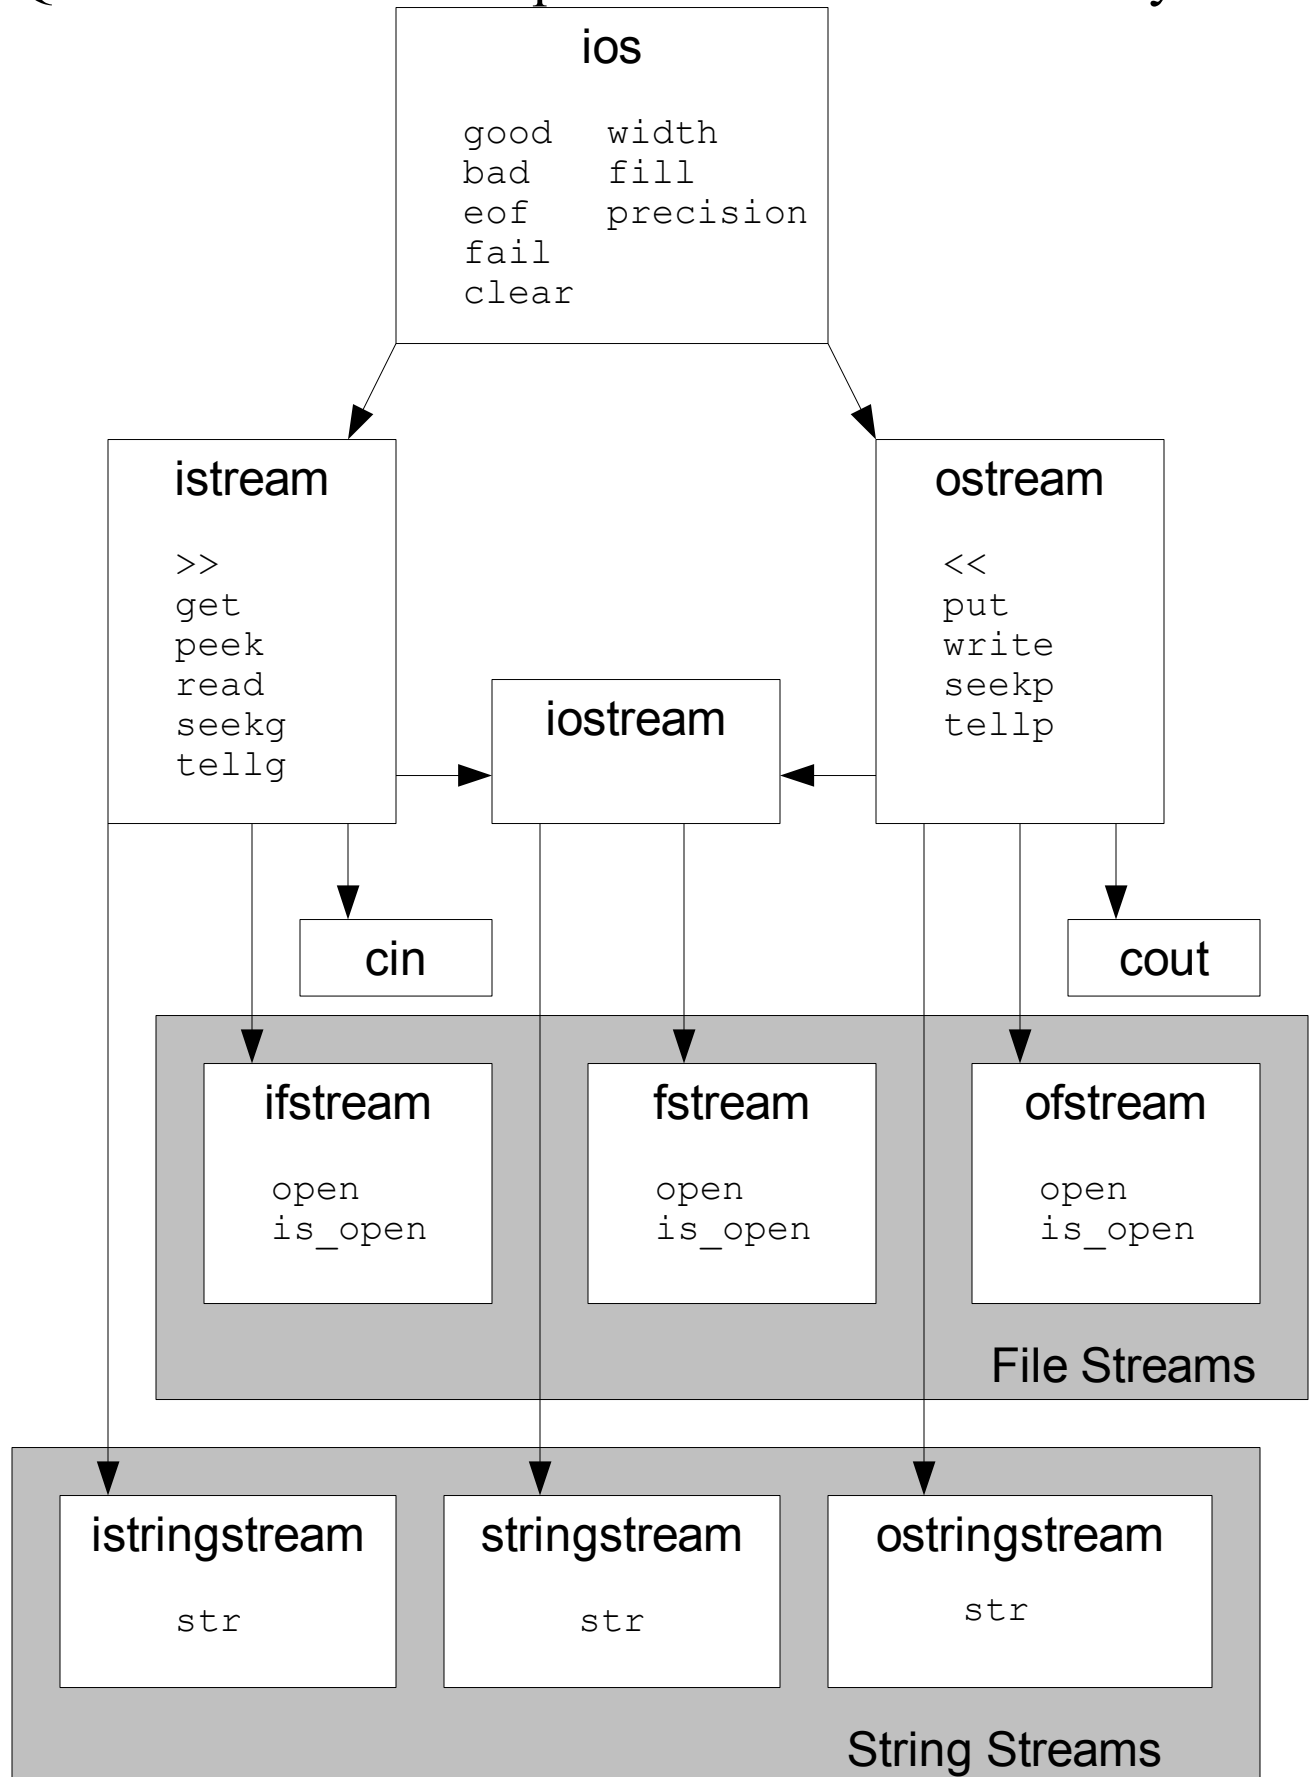 ios
good width
bad fill
eof precision
fail
clear
istream
>>
get
peek
read
seekg
tellg
ostream
<<
put
write
seekp
tellp
iostream
cin
cout
ifstream
open
is_open
fstream
open
is_open
ofstream
open
is_open
File Streams
istringstream
str
stringstream
str
ostringstream
str
String Streams